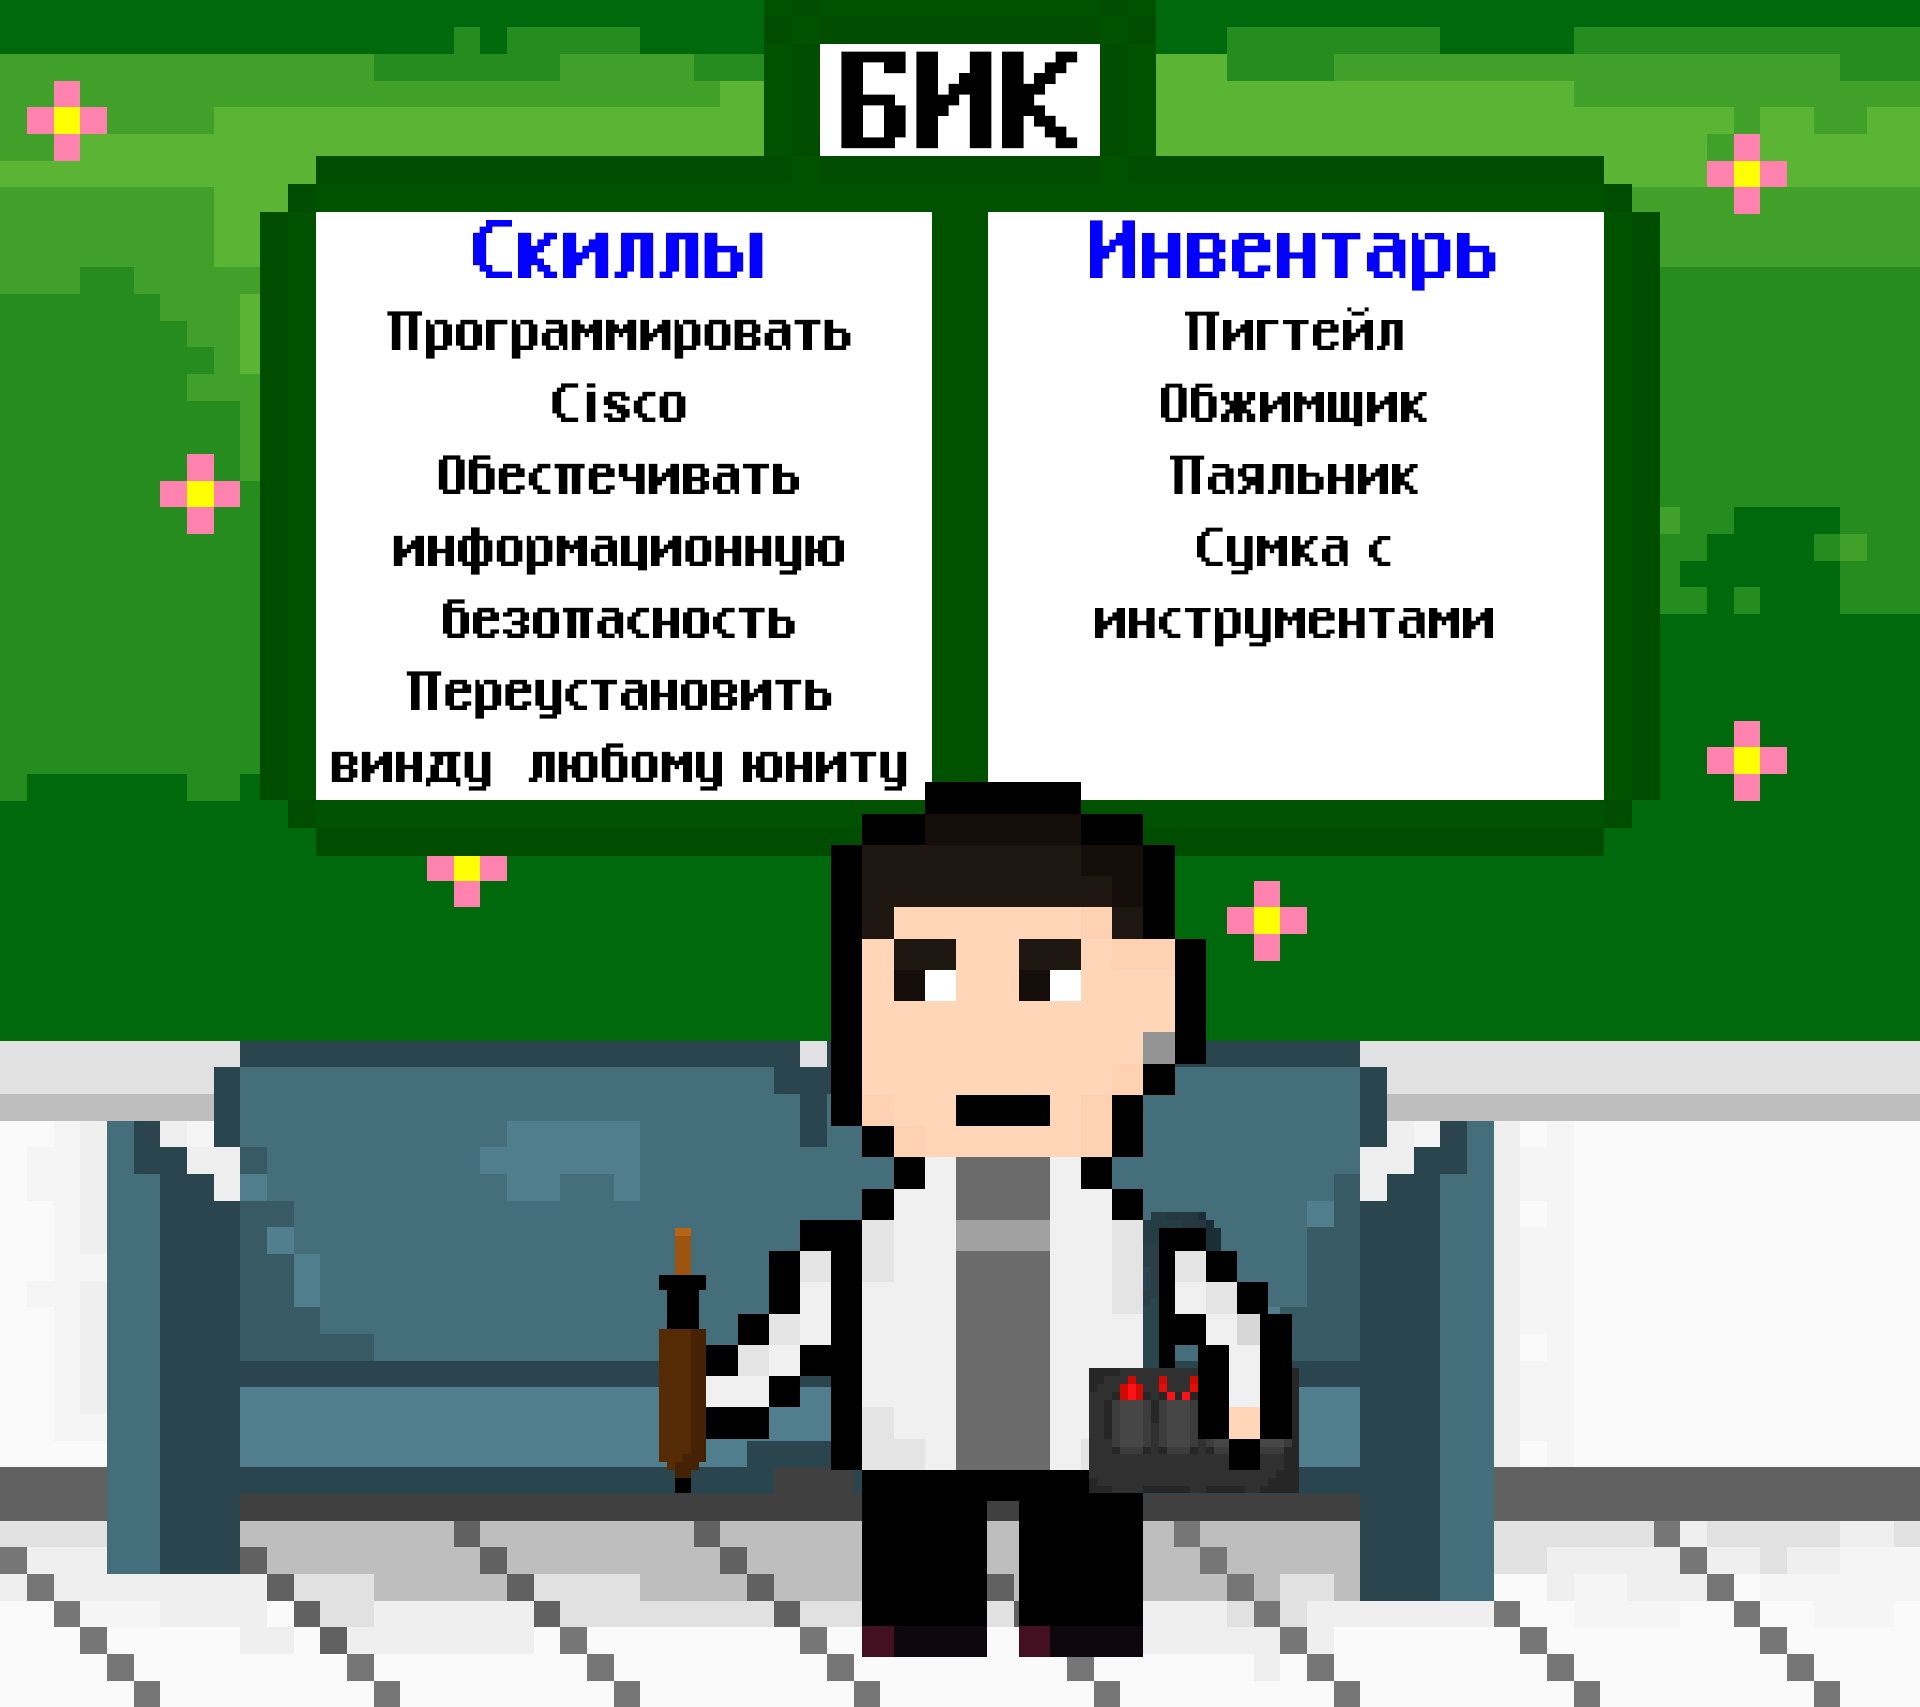 БИК
Скиллы
Программировать
Cisco
Обеспечивать
информационную
безопасность
Переустановить
винду любому юниту
Инвентарь
Пигтейл
Обжимщик
Паяльник
Сумка с
инструментами